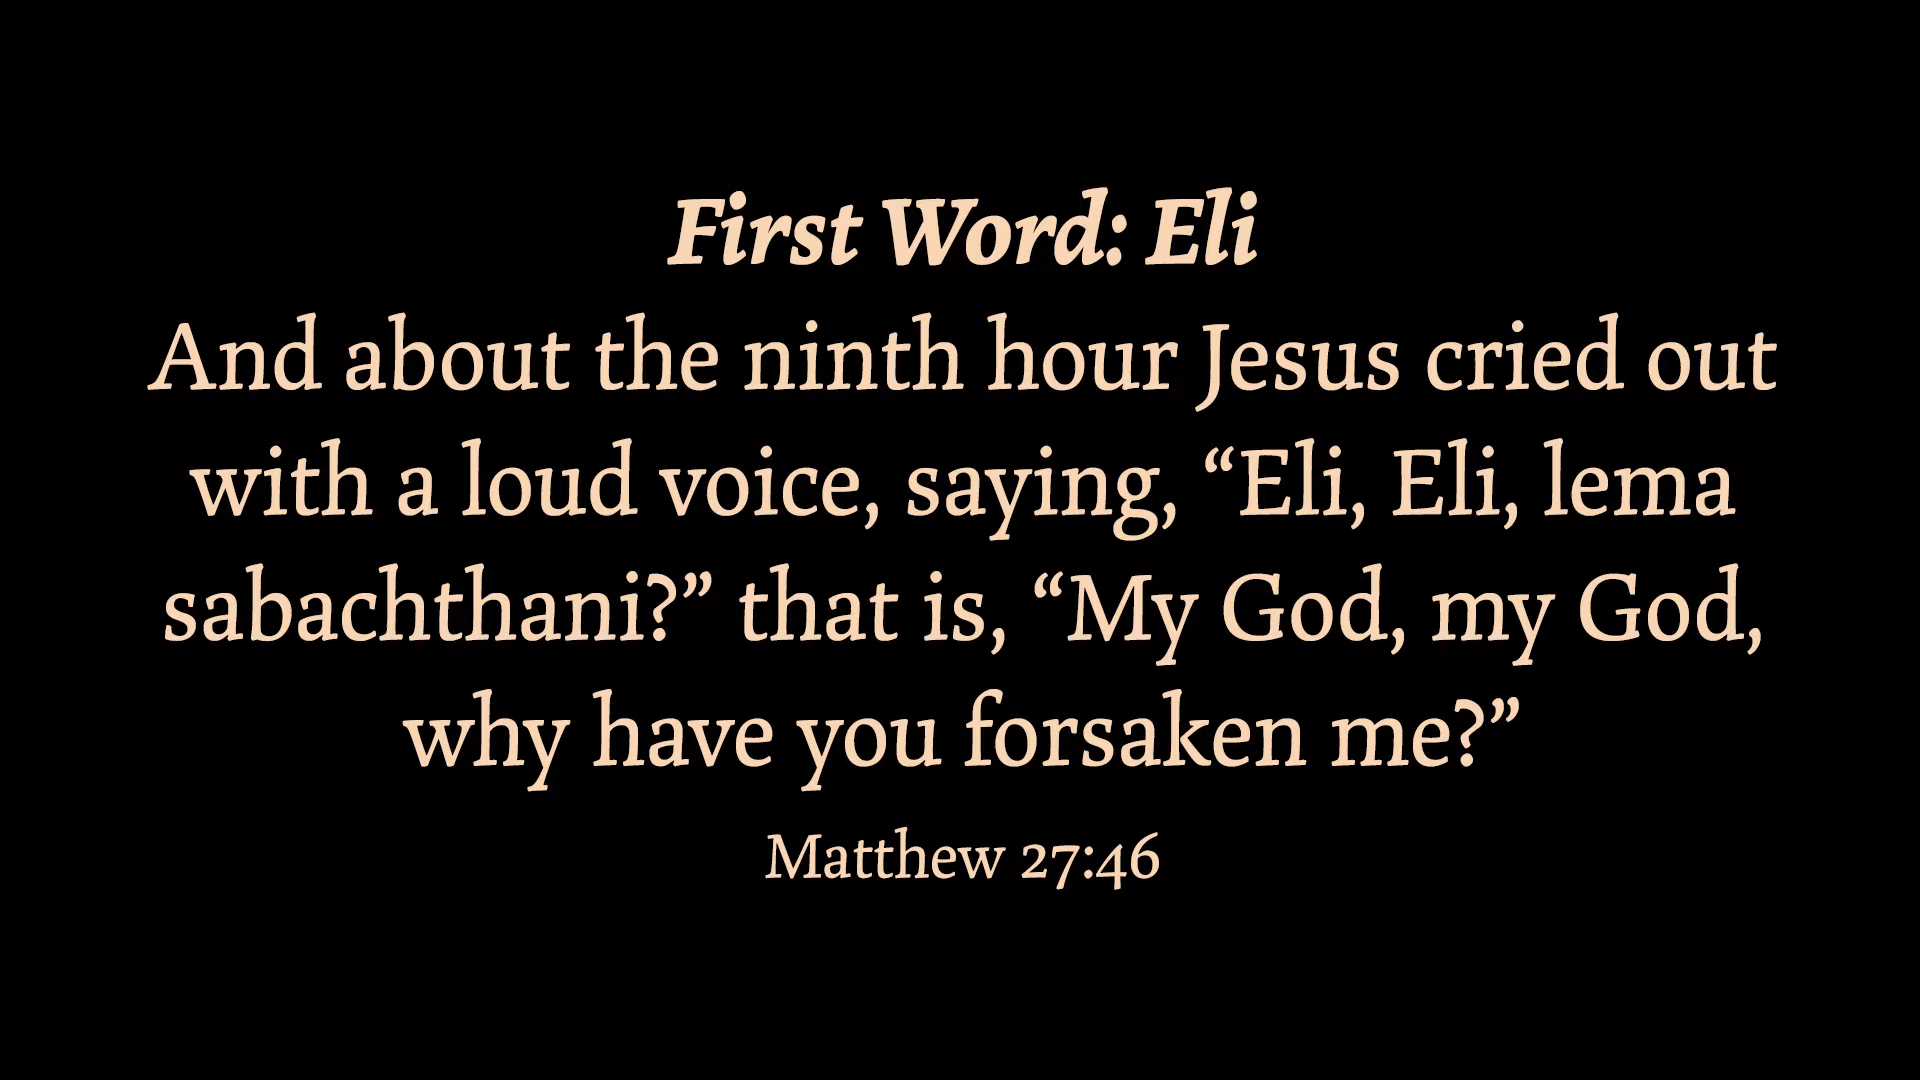 First Word: Eli
And about the ninth hour Jesus cried out
with a loud voice, saying, “Eli, Eli, lema
sabachthani?” that is, “My God, my God,
why have you forsaken me?”
Matthew 27:46